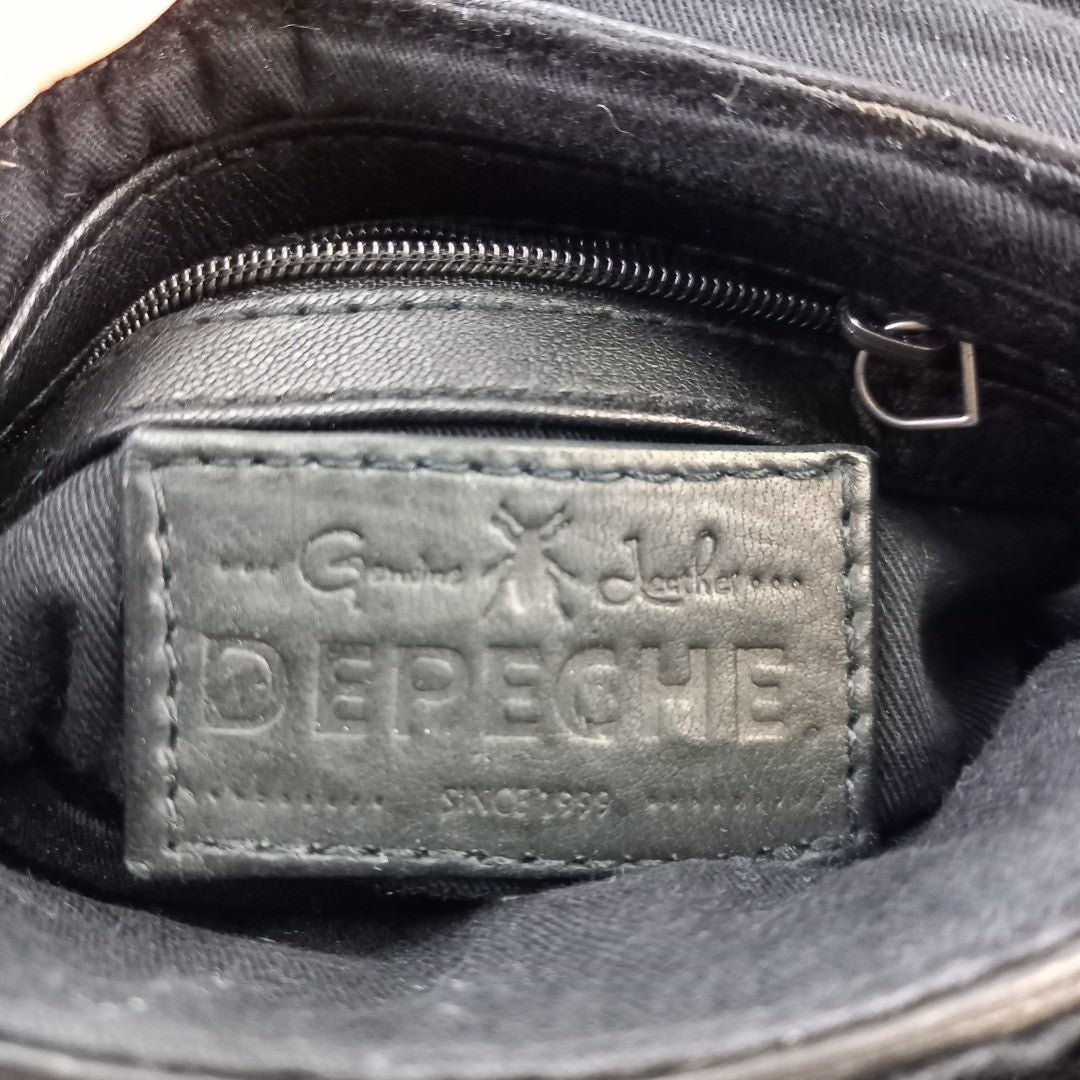 .... Genuine Leather ....
DEPECHE.
SINCE 1999